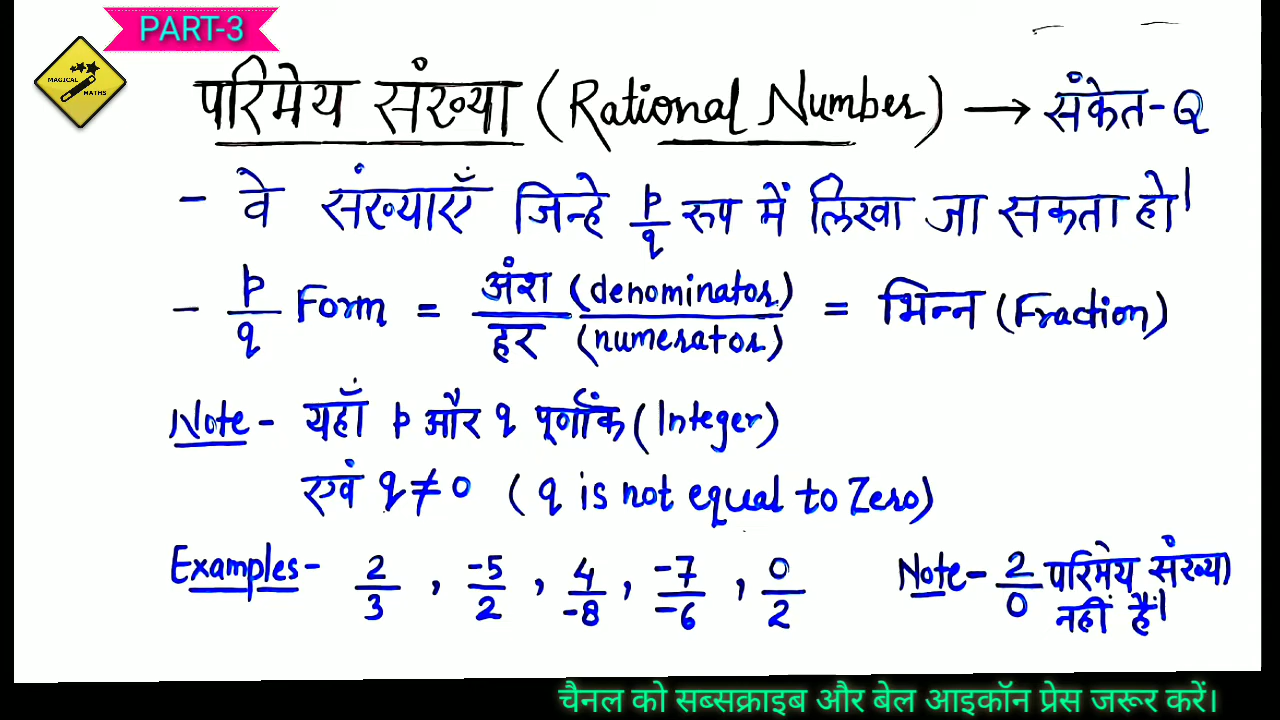 PART-3
MAGICAL MATHS
परिमेय संख्या (Rational Number) → संकेत-Q
- वे संख्याएँ जिन्हे p/q रूप में लिखा जा सकता हो।
- p/q Form = अंश (denominator) / हर (numerator) = भिन्न (Fraction)
Note - यहाँ p और q पूर्णांक (Integer)
एवं q ≠ 0 (q is not equal to Zero)
Examples - 2/3 , -5/2 , 4/-8 , -7/-6 , 0/2
Note - 2/0 परिमेय संख्या
नहीं है।
चैनल को सब्सक्राइब और बेल आइकॉन प्रेस जरूर करें।